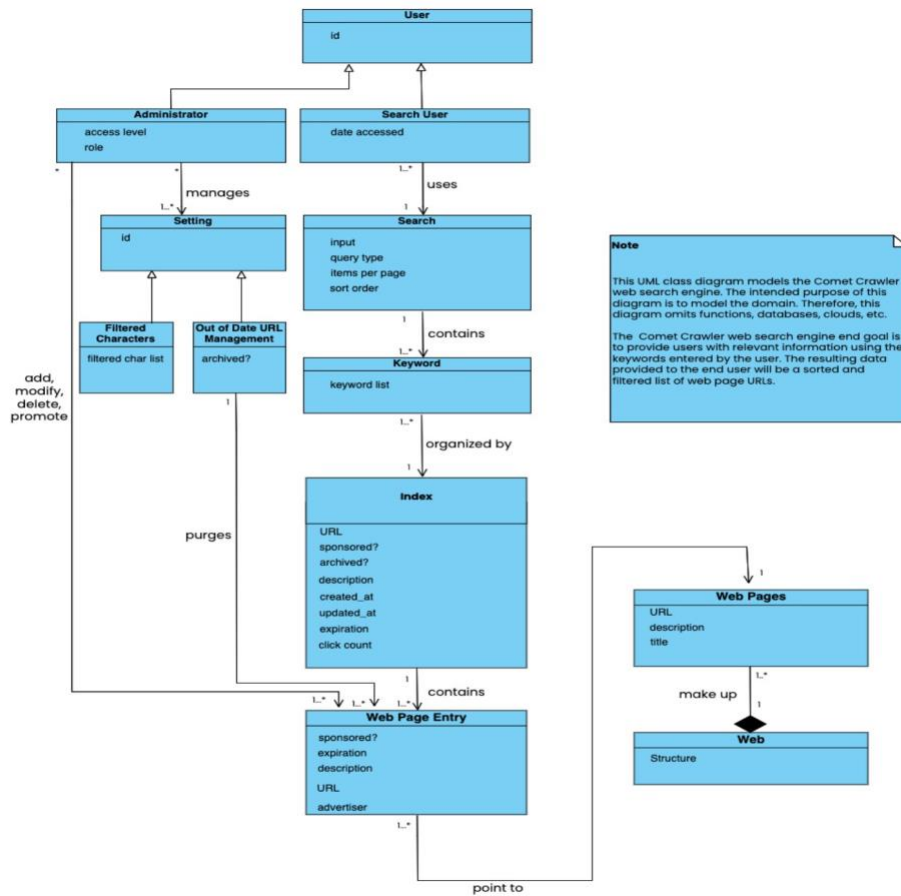 User
id
Administrator
access level
role
Search User
date accessed
*
*
1..*
manages
uses
1..*
1
Setting
id
Search
input
query type
items per page
sort order
Note
This UML class diagram models the Comet Crawler
web search engine. The intended purpose of this
diagram is to model the domain. Therefore, this
diagram omits functions, databases, clouds, etc.
The Comet Crawler web search engine end goal is
to provide users with relevant information using the
keywords entered by the user. The resulting data
provided to the end user will be a sorted and
filtered list of web page URLs.
1
contains
1..*
Filtered
Characters
filtered char list
Out of Date URL
Management
archived?
Keyword
keyword list
add,
modify,
delete,
promote
1
1..*
organized by
1
Index
URL
sponsored?
archived?
description
created_at
updated_at
expiration
click count
purges
1
Web Pages
URL
description
title
1
contains
1..*
1..*
1..*
1..*
make up
1
Web Page Entry
sponsored?
expiration
description
URL
advertiser
Web
Structure
1..*
point to